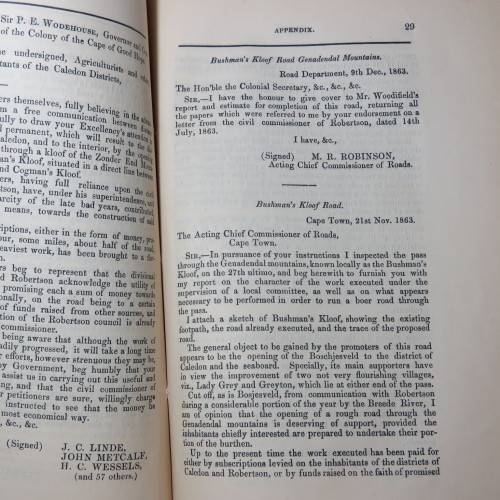 Sir P. E. WODEHOUSE, Governor and
of the Colony of the Cape of Good
the undersigned, Agriculturists and
tants of the Caledon Districts,
ers themselves, fully believing in the
m a free communication between
fully to draw your Excellency's attention
d permanent, which will result to the
Caledon, and to the interior, by the opening
through a kloof of the Zonder End
n's Kloof, situated in a direct line between
and Cogman's Kloof.
ers, having full reliance upon the civil
rtson, have, under his superintendence, and
arcity of the late bad years, contributed,
means, towards the construction of said
riptions, either in the form of money, pro-
our, some miles, about half of the road,
eaviest work, has been brought to a
ers beg to represent that the divisional
d Robertson acknowledge the utility of
promising each a sum of money towards
onally, on the road being to a certain
of funds raised from other sources, and
tion of the Robertson council is already
commissioner.
being aware that although the work of
adily progressed, it will take a long time
r efforts, however strenuous they may be,
y Government, beg humbly that your
assist us in carrying out this useful and
ing, and that the civil commissioner of
r petitioners are sure, willingly charge
instructed to see that the money be
most economical way.
&c., &c.
(Signed) J. C. LINDE,
JOHN METCALF,
H. C. WESSELS,
(and 57 others.)
APPENDIX. 29
Bushman's Kloof Road Genadendal Mountains.
Road Department, 9th Dec., 1863.
The Hon'ble the Colonial Secretary, &c., &c., &c.
SIR,—I have the honour to give cover to Mr. Woodifield's
report and estimate for completion of this road, returning all
the papers which were referred to me by your endorsement on a
letter from the civil commissioner of Robertson, dated 14th
July, 1863.
I have, &c.,
(Signed) M. R. ROBINSON,
Acting Chief Commissioner of Roads.
Bushman's Kloof Road.
Cape Town, 21st Nov. 1863.
The Acting Chief Commissioner of Roads,
Cape Town.
SIR,—In pursuance of your instructions I inspected the pass
through the Genadendal mountains, known locally as the Bushman's
Kloof, on the 27th ultimo, and beg herewith to furnish you with
my report on the character of the work executed under the
supervision of a local committee, as well as on what appears
necessary to be performed in order to run a boer road through
the pass.
I attach a sketch of Bushman's Kloof, showing the existing
footpath, the road already executed, and the trace of the proposed
road.
The general object to be gained by the promoters of this road
appears to be the opening of the Boschjesveld to the district of
Caledon and the seaboard. Specially, its main supporters have
in view the improvement of two not very flourishing villages,
viz., Lady Grey and Greyton, which lie at either end of the pass.
Cut off, as is Bosjesveld, from communication with Robertson
during a considerable portion of the year by the Breede River, I
am of opinion that the opening of a rough road through the
Genadendal mountains is deserving of support, provided the
inhabitants chiefly interested are prepared to undertake their por-
tion of the burthen.
Up to the present time the work executed has been paid for
either by subscriptions levied on the inhabitants of the districts of
Caledon and Robertson, or by funds raised on the faith of promised